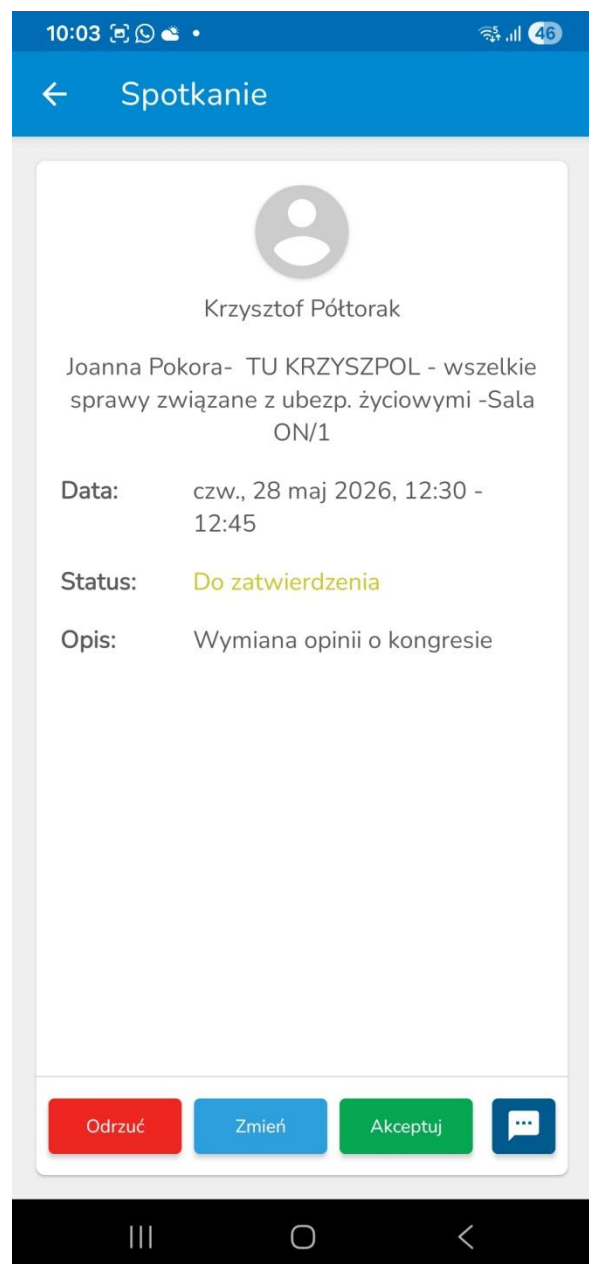 10:03
46
Spotkanie
Krzysztof Półtorak
Joanna Pokora-  TU KRZYSZPOL - wszelkie
sprawy związane z ubezp. życiowymi -Sala
ON/1
Data: czw., 28 maj 2026, 12:30 -
12:45
Status: Do zatwierdzenia
Opis: Wymiana opinii o kongresie
Odrzuć Zmień Akceptuj